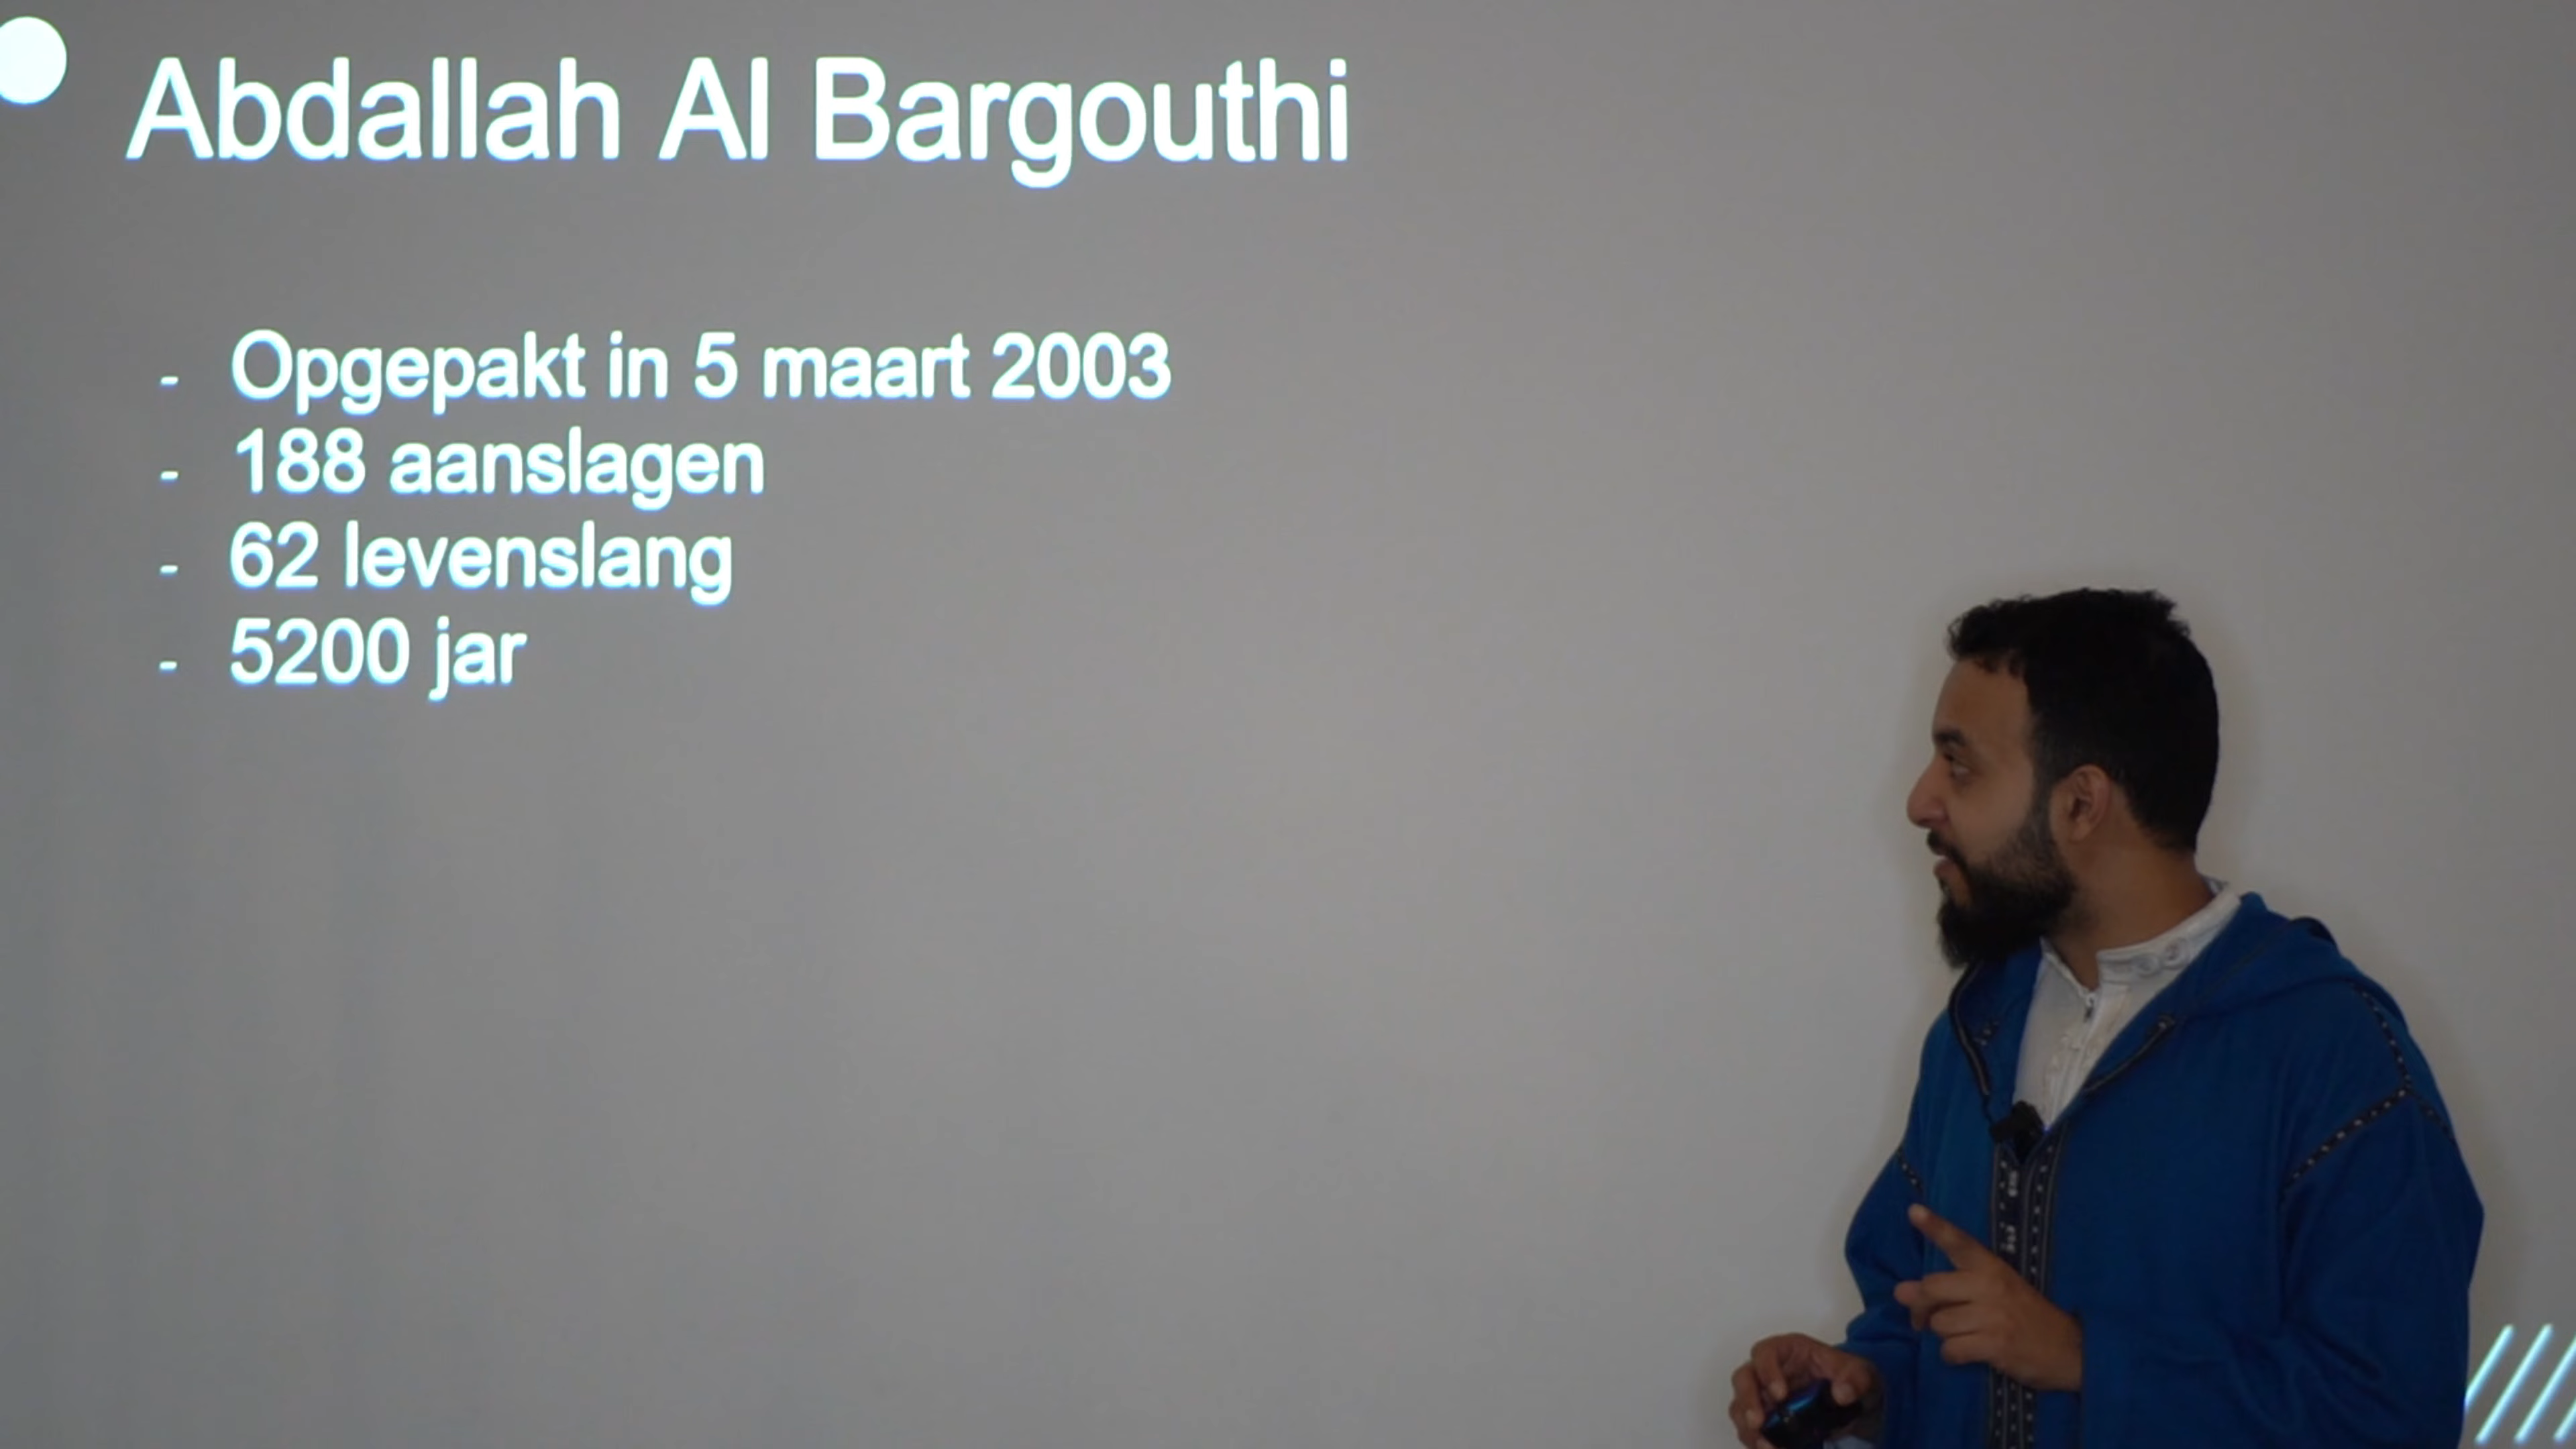 Abdallah Al Bargouthi
- Opgepakt in 5 maart 2003
- 188 aanslagen
- 62 levenslang
- 5200 jar